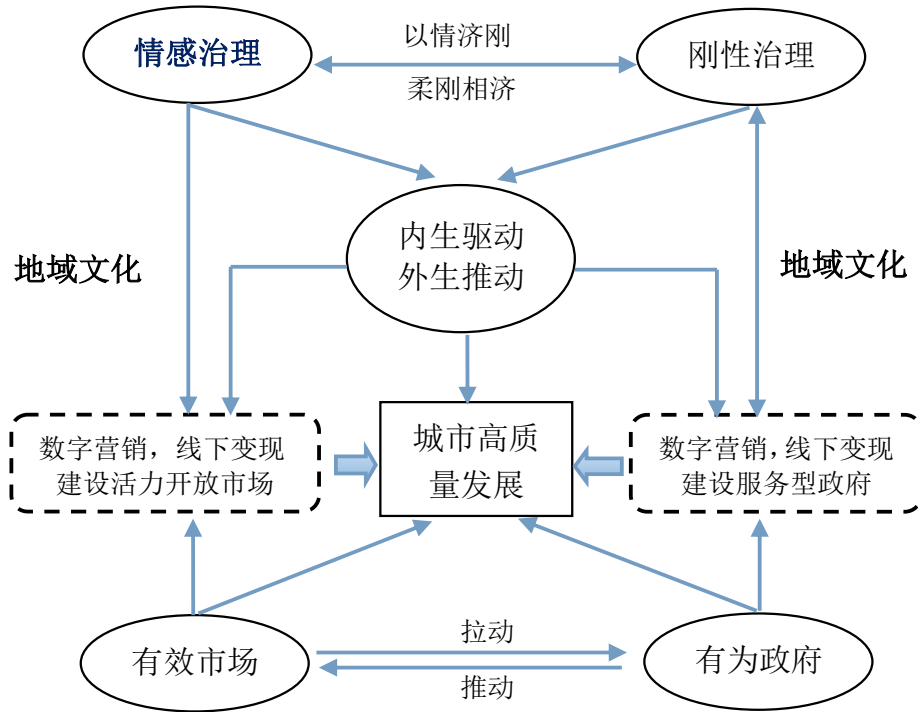 情感治理
以情济刚
柔刚相济
刚性治理
内生驱动
外生推动
地域文化
地域文化
数字营销，线下变现
建设活力开放市场
城市高质
量发展
数字营销，线下变现
建设服务型政府
有效市场
拉动
推动
有为政府